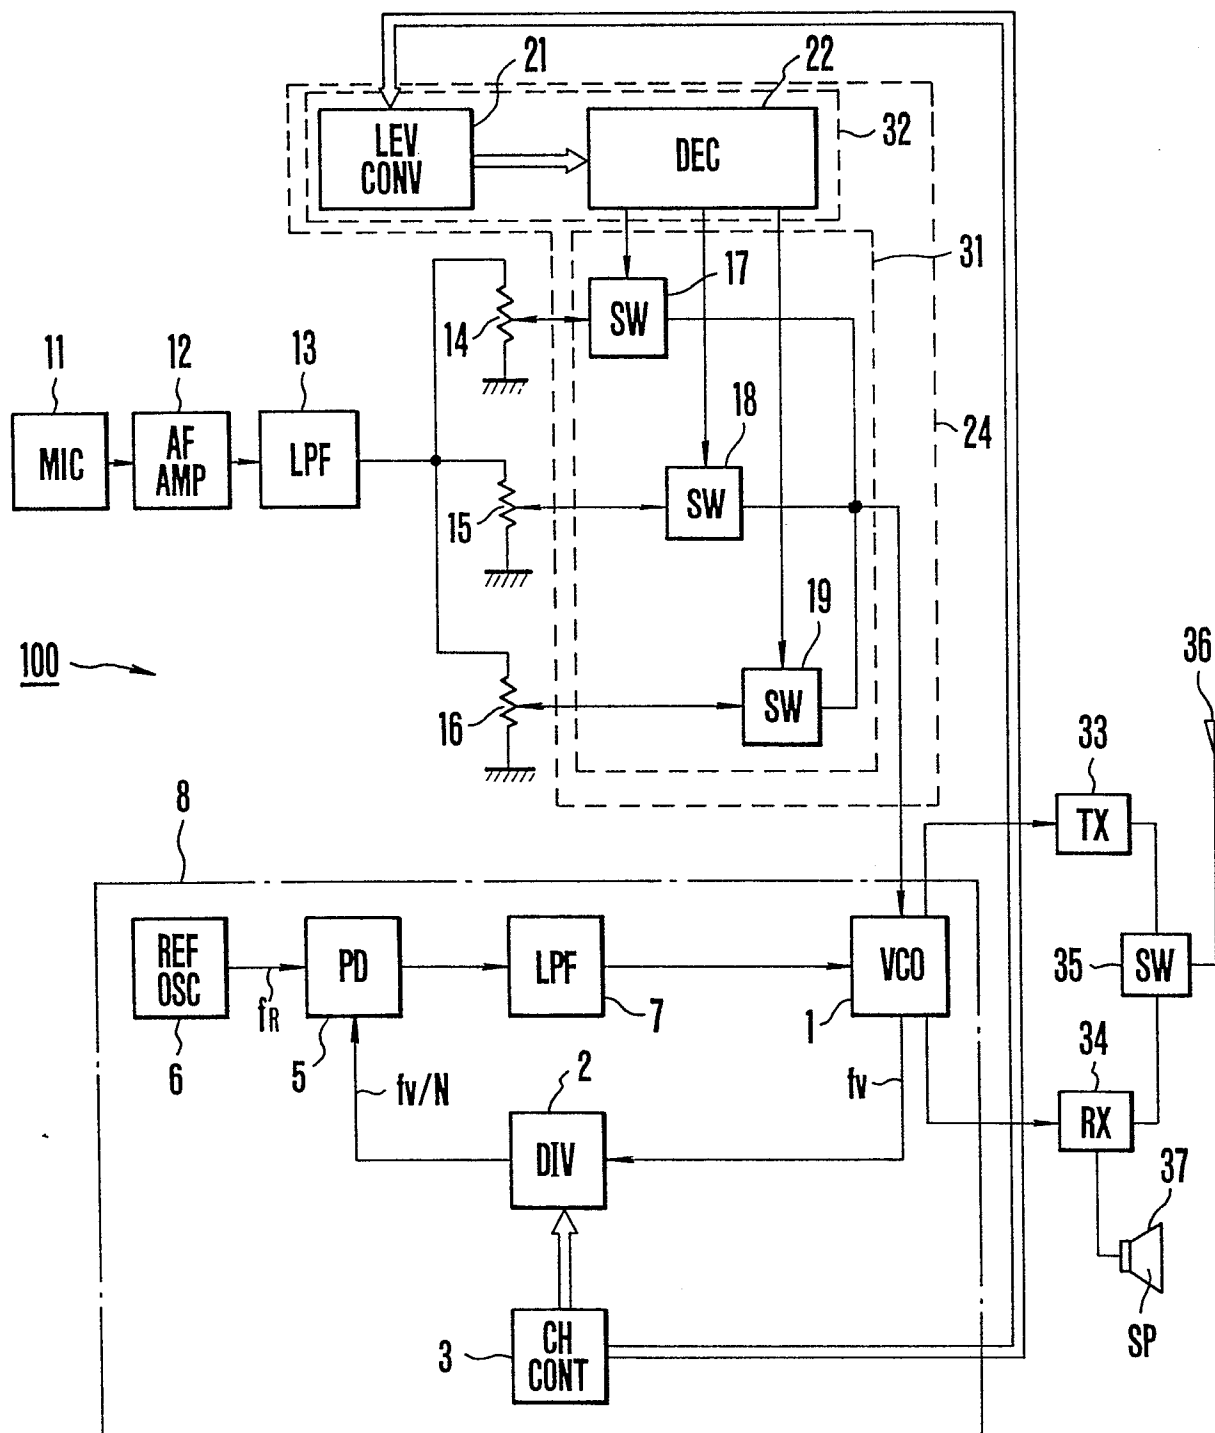 21
22
LEV
CONV
DEC
32
31
17
SW
14
11
12
13
MIC
AF
AMP
LPF
18
SW
24
15
19
100
16
SW
36
33
TX
8
REF
OSC
PD
LPF
VCO
SW
35
fR
6
5
7
1
34
fv/N
2
fv
RX
DIV
37
3
CH
CONT
SP